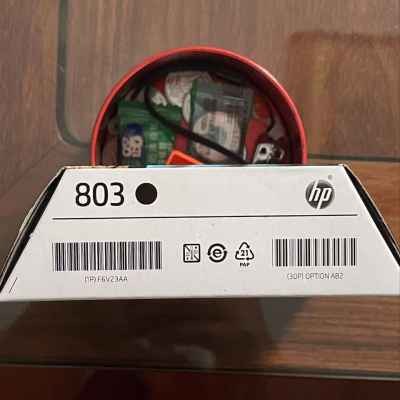 803
hp
®
(1P) F6V23AA
e
21
PAP
(30P) OPTION AB2